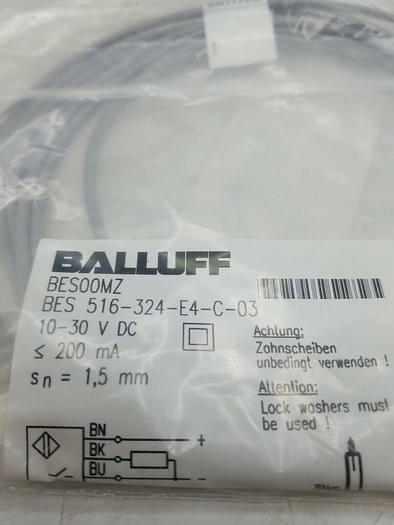 BALLUFF
BES00MZ
BES 516-324-E4-C-03
10-30 V DC
≤ 200 mA
sn = 1,5 mm
Achtung:
Zahnscheiben
unbedingt verwenden !
Attention:
Lock washers must
be used !
BN +
BK
BU -